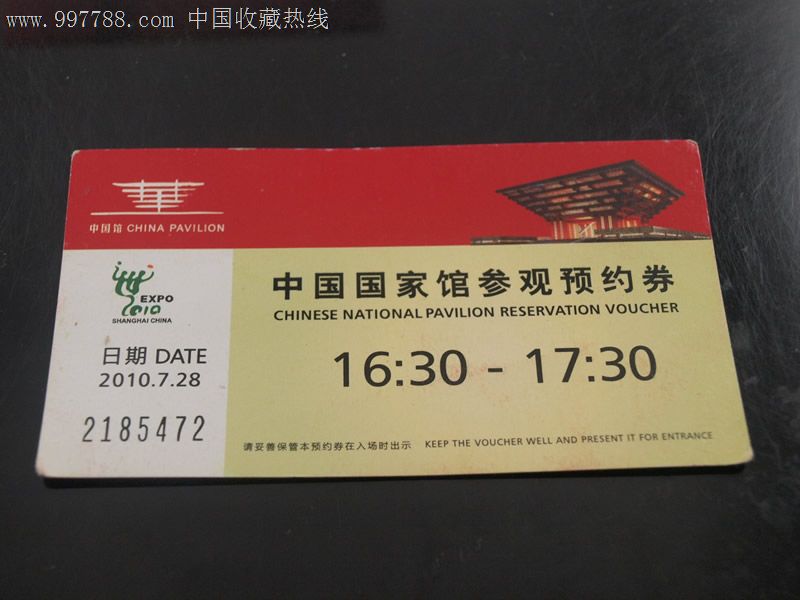 www.997788.com 中国收藏热线
中国馆 CHINA PAVILION
EXPO
2010
SHANGHAI CHINA
日期 DATE
2010.7.28
2185472
中国国家馆参观预约券
CHINESE NATIONAL PAVILION RESERVATION VOUCHER
16:30 - 17:30
请妥善保管本预约券在入场时出示 KEEP THE VOUCHER WELL AND PRESENT IT FOR ENTRANCE